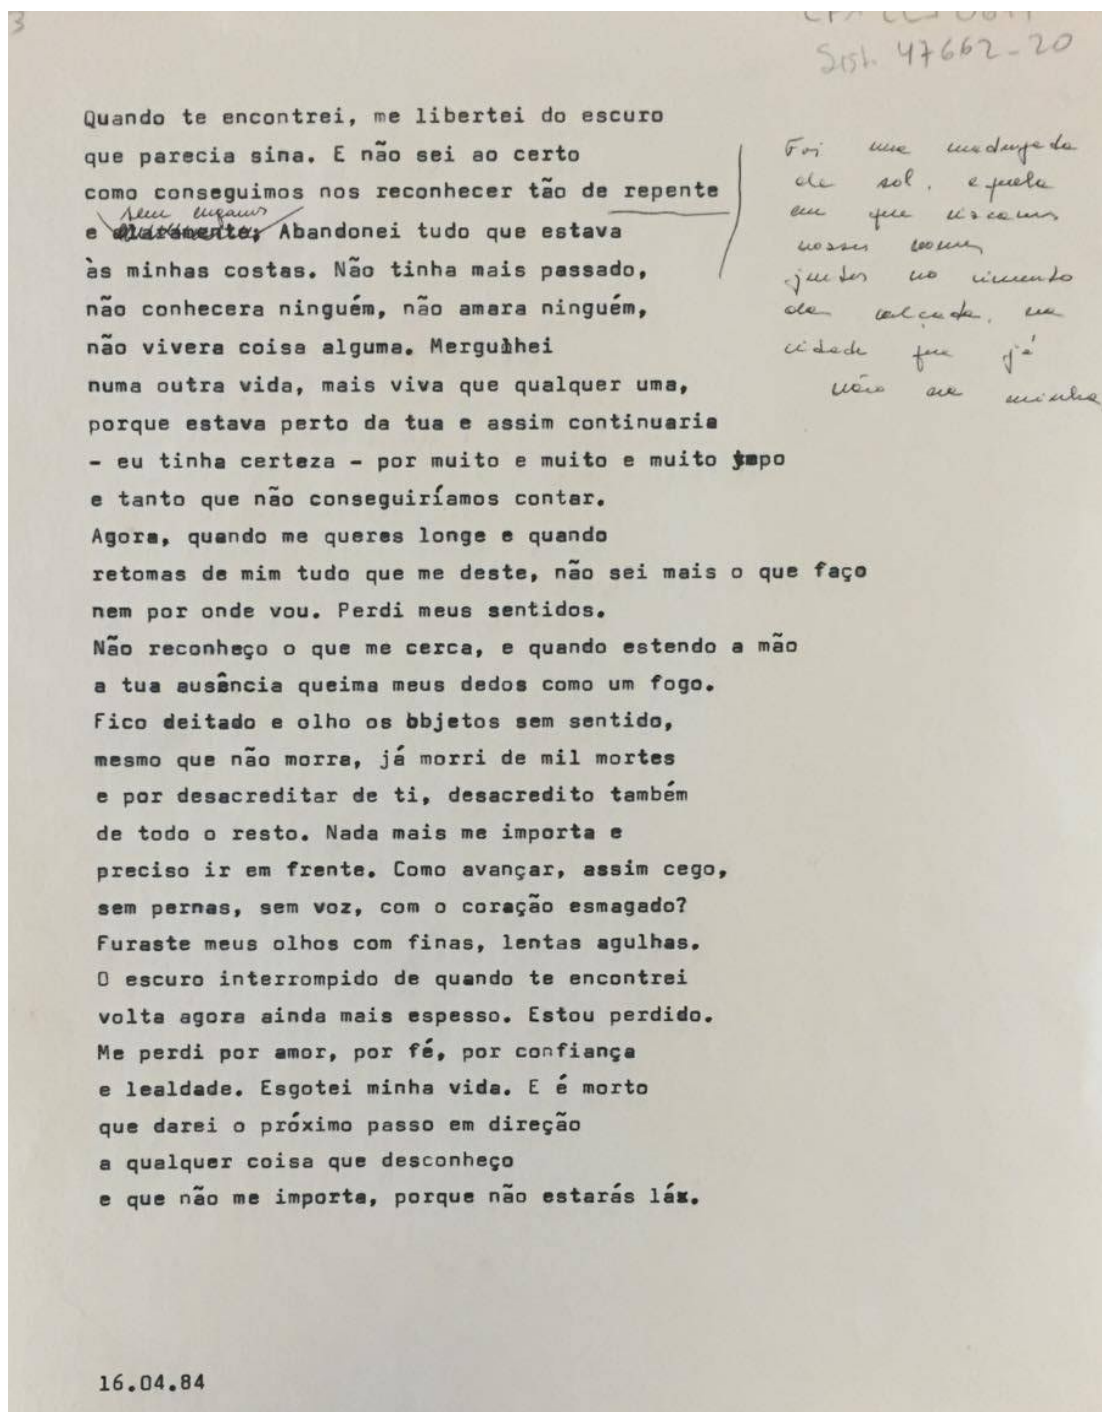 3
Sist. 47662-20
Quando te encontrei, me libertei do escuro
que parecia sina. E não sei ao certo
como conseguimos nos reconhecer tão de repente
sem enganos
e claramente. Abandonei tudo que estava
às minhas costas. Não tinha mais passado,
não conhecera ninguém, não amara ninguém,
não vivera coisa alguma. Mergulhei
numa outra vida, mais viva que qualquer uma,
porque estava perto da tua e assim continuaria
- eu tinha certeza - por muito e muito e muito tempo
e tanto que não conseguiríamos contar.
Agora, quando me queres longe e quando
retomas de mim tudo que me deste, não sei mais o que faço
nem por onde vou. Perdi meus sentidos.
Não reconheço o que me cerca, e quando estendo a mão
a tua ausência queima meus dedos como um fogo.
Fico deitado e olho os bbjetos sem sentido,
mesmo que não morra, já morri de mil mortes
e por desacreditar de ti, desacredito também
de todo o resto. Nada mais me importa e
preciso ir em frente. Como avançar, assim cego,
sem pernas, sem voz, com o coração esmagado?
Furaste meus olhos com finas, lentas agulhas.
O escuro interrompido de quando te encontrei
volta agora ainda mais espesso. Estou perdido.
Me perdi por amor, por fé, por confiança
e lealdade. Esgotei minha vida. E é morto
que darei o próximo passo em direção
a qualquer coisa que desconheço
e que não me importa, porque não estarás láx.
Foi uma madrugada
de sol, aquela
em que riscamos
nossos nomes
juntos no cimento
da calçada, na
cidade que já
não era minha
16.04.84